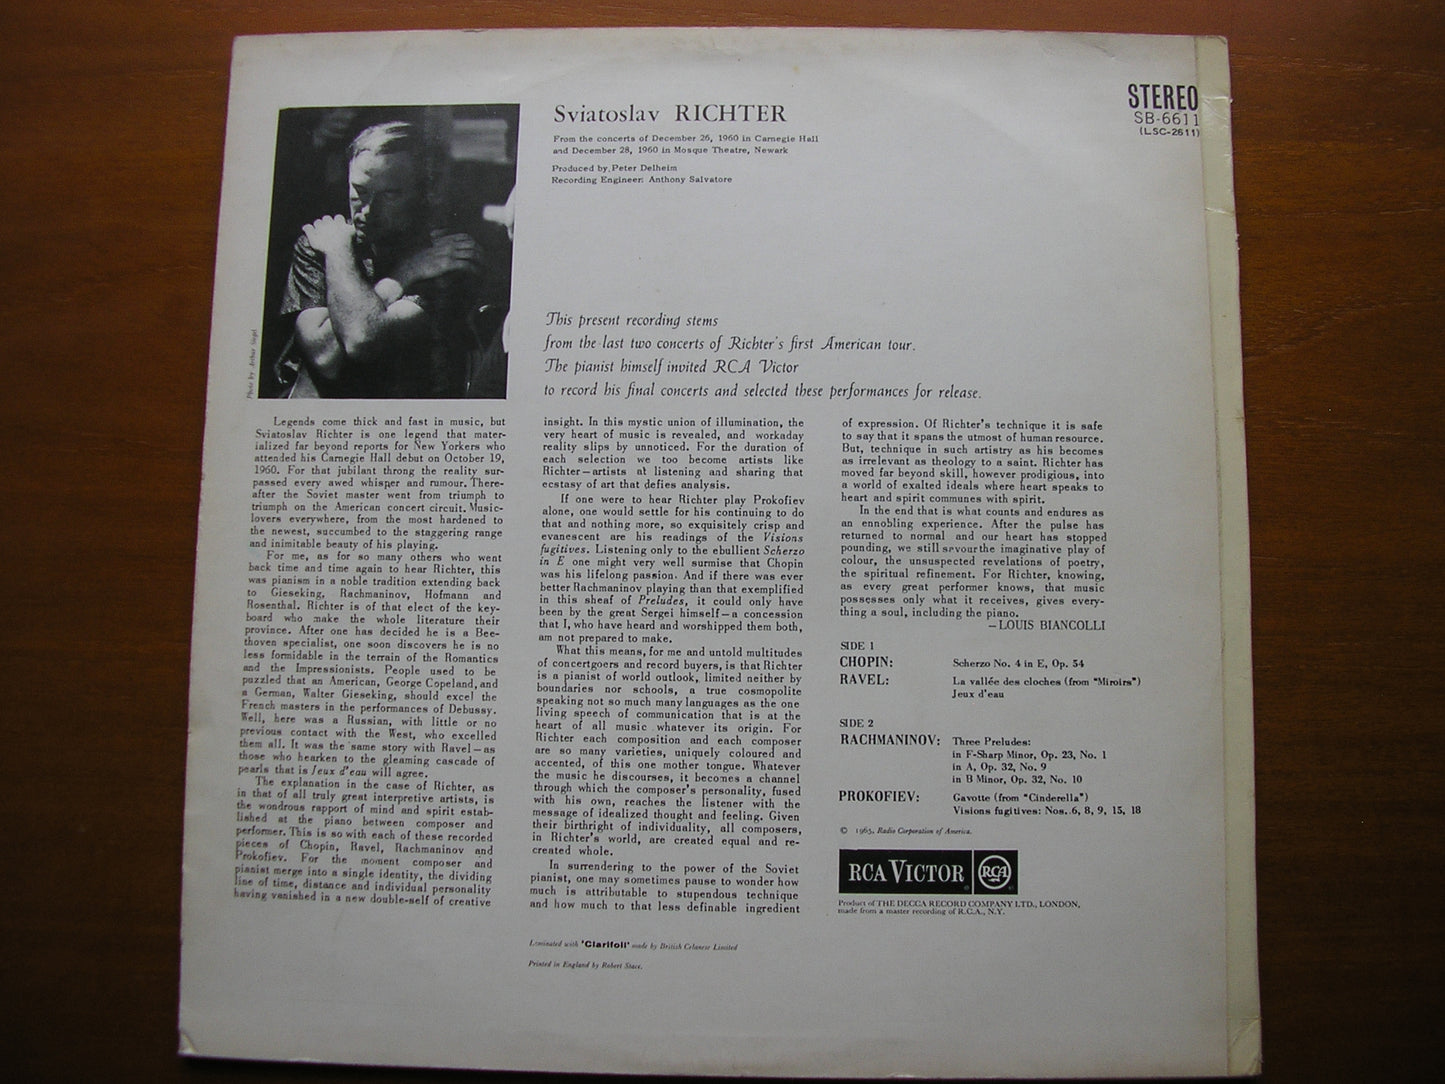 Sviatoslav RICHTER
From the concerts of December 26, 1960 in Carnegie Hall
and December 28, 1960 in Mosque Theatre, Newark
Produced by Peter Delheim
Recording Engineer: Anthony Salvatore
STEREO
SB-6611
(LSC-2611)
Photo by Arthur Siegel
This present recording stems
from the last two concerts of Richter's first American tour.
The pianist himself invited RCA Victor
to record his final concerts and selected these performances for release.
Legends come thick and fast in music, but
Sviatoslav Richter is one legend that mater-
ialized far beyond reports for New Yorkers who
attended his Carnegie Hall debut on October 19,
1960. For that jubilant throng the reality sur-
passed every awed whisper and rumour. There-
after the Soviet master went from triumph to
triumph on the American concert circuit. Music-
lovers everywhere, from the most hardened to
the newest, succumbed to the staggering range
and inimitable beauty of his playing.
For me, as for so many others who went
back time and time again to hear Richter, this
was pianism in a noble tradition extending back
to Gieseking, Rachmaninov, Hofmann and
Rosenthal. Richter is of that elect of the key-
board who make the whole literature their
province. After one has decided he is a Bee-
thoven specialist, one soon discovers he is no
less formidable in the terrain of the Romantics
and the Impressionists. People used to be
puzzled that an American, George Copeland, and
a German, Walter Gieseking, should excel the
French masters in the performances of Debussy.
Well, here was a Russian, with little or no
previous contact with the West, who excelled
them all. It was the same story with Ravel—as
those who hearken to the gleaming cascade of
pearls that is Jeux d'eau will agree.
The explanation in the case of Richter, as
in that of all truly great interpretive artists, is
the wondrous rapport of mind and spirit estab-
lished at the piano between composer and
performer. This is so with each of these recorded
pieces of Chopin, Ravel, Rachmaninov and
Prokofiev. For the moment composer and
pianist merge into a single identity, the dividing
line of time, distance and individual personality
having vanished in a new double-self of creative
insight. In this mystic union of illumination, the
very heart of music is revealed, and workaday
reality slips by unnoticed. For the duration of
each selection we too become artists like
Richter—artists at listening and sharing that
ecstasy of art that defies analysis.
If one were to hear Richter play Prokofiev
alone, one would settle for his continuing to do
that and nothing more, so exquisitely crisp and
evanescent are his readings of the Visions
fugitives. Listening only to the ebullient Scherzo
in E one might very well surmise that Chopin
was his lifelong passion. And if there was ever
better Rachmaninov playing than that exemplified
in this sheaf of Preludes, it could only have
been by the great Sergei himself—a concession
that I, who have heard and worshipped them both,
am not prepared to make.
What this means, for me and untold multitudes
of concertgoers and record buyers, is that Richter
is a pianist of world outlook, limited neither by
boundaries nor schools, a true cosmopolite
speaking not so much many languages as the one
living speech of communication that is at the
heart of all music whatever its origin. For
Richter each composition and each composer
are so many varieties, uniquely coloured and
accented, of this one mother tongue. Whatever
the music he discourses, it becomes a channel
through which the composer's personality, fused
with his own, reaches the listener with the
message of idealized thought and feeling. Given
their birthright of individuality, all composers,
in Richter's world, are created equal and re-
created whole.
In surrendering to the power of the Soviet
pianist, one may sometimes pause to wonder how
much is attributable to stupendous technique
and how much to that less definable ingredient
of expression. Of Richter's technique it is safe
to say that it spans the utmost of human resource.
But, technique in such artistry as his becomes
as irrelevant as theology to a saint. Richter has
moved far beyond skill, however prodigious, into
a world of exalted ideals where heart speaks to
heart and spirit communes with spirit.
In the end that is what counts and endures as
an ennobling experience. After the pulse has
returned to normal and our heart has stopped
pounding, we still savour the imaginative play of
colour, the unsuspected revelations of poetry,
the spiritual refinement. For Richter, knowing,
as every great performer knows, that music
possesses only what it receives, gives every-
thing a soul, including the piano.
—LOUIS BIANCOLLI
SIDE 1
CHOPIN: Scherzo No. 4 in E, Op. 54
RAVEL: La vallée des cloches (from "Miroirs")
Jeux d'eau
SIDE 2
RACHMANINOV: Three Preludes:
in F-Sharp Minor, Op. 23, No. 1
in A, Op. 32, No. 9
in B Minor, Op. 32, No. 10
PROKOFIEV: Gavotte (from "Cinderella")
Visions fugitives: Nos. 6, 8, 9, 15, 18
© 1965, Radio Corporation of America.
RCA VICTOR RCA
Product of THE DECCA RECORD COMPANY LTD., LONDON,
made from a master recording of R.C.A., N.Y.
Laminated with 'Clarifoil' made by British Celanese Limited
Printed in England by Robert Stace.